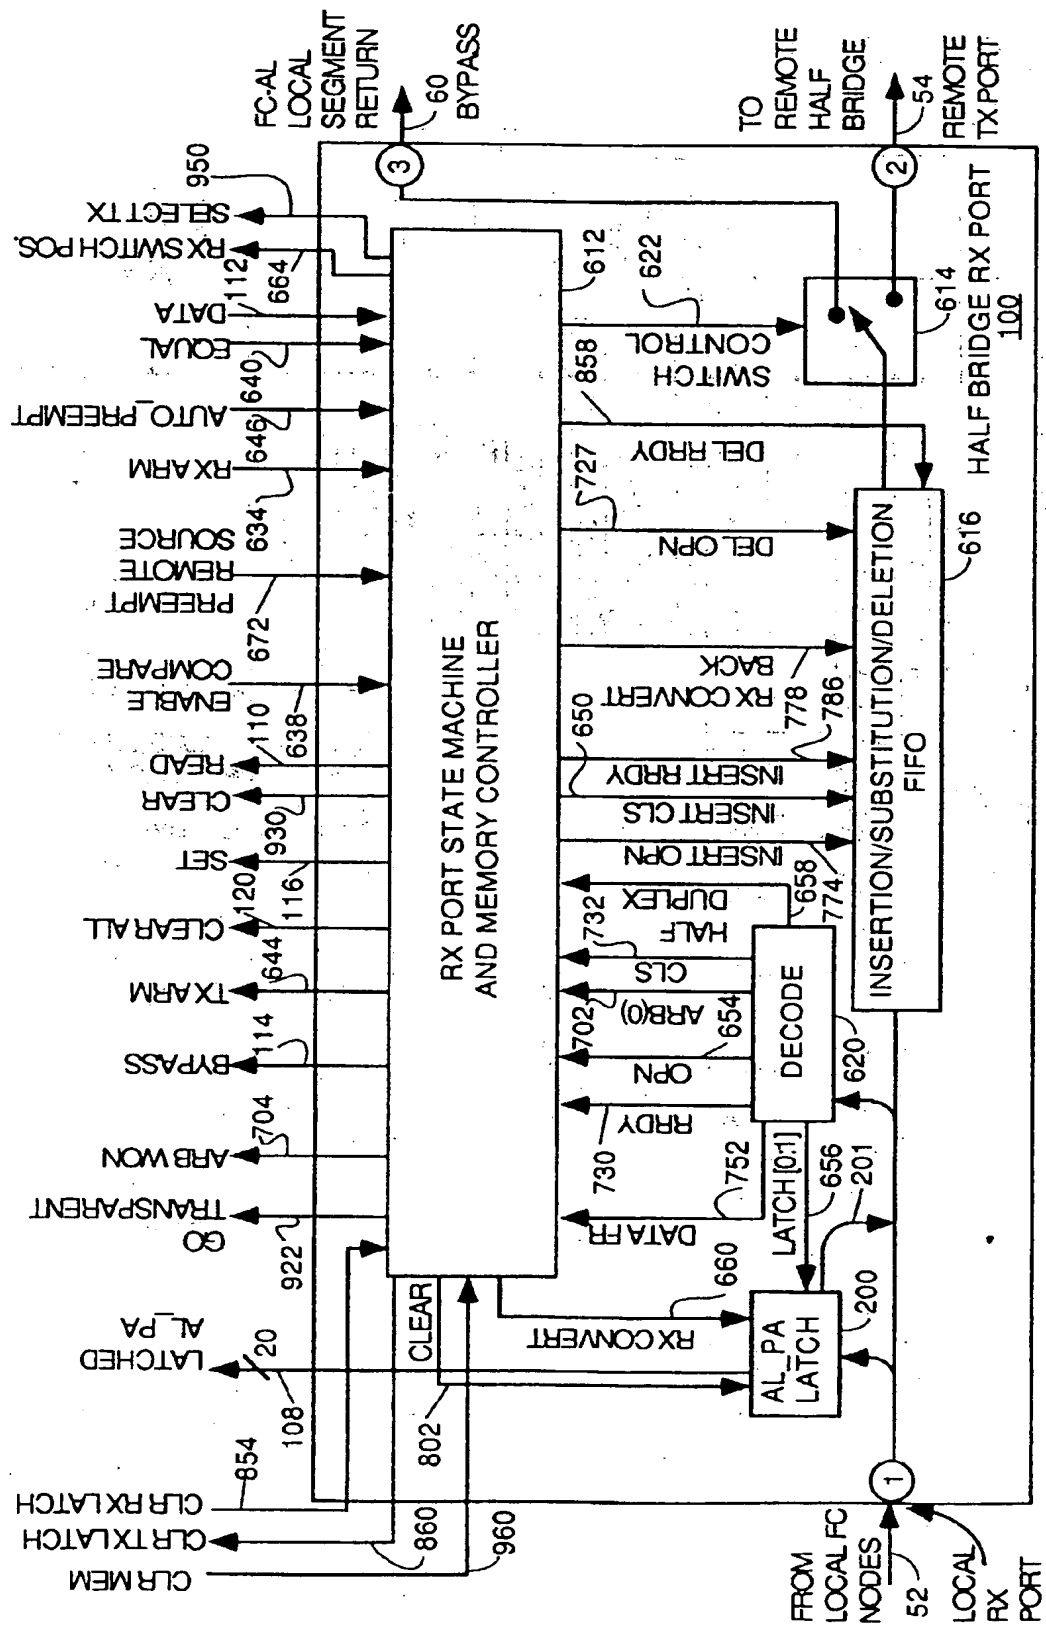 CLR MEM
960
CLR TX LATCH
860
CLR RX LATCH
854
LATCHED
AL_PA
20
108
GO
TRANSPARENT
922
ARB WON
704
BYPASS
114
TX ARM
644
CLEAR ALL
120
SET
116
CLEAR
930
READ
110
ENABLE
COMPARE
638
PREEMPT
REMOTE
SOURCE
672
RX ARM
634
AUTO_PREEMPT
646
EQUAL
640
DATA
112
RX SWITCH POS.
664
SELECT TX
950
FC-AL
LOCAL
SEGMENT
RETURN
60
BYPASS
3
RX PORT STATE MACHINE
AND MEMORY CONTROLLER
612
CLEAR
802
RX CONVERT
660
DATA FR
752
RRDY
730
OPN
654
ARB(0)
702
CLS
732
HALF
DUPLEX
658
INSERT OPN
774
INSERT CLS
650
INSERT RRDY
786
RX CONVERT
BACK
778
DEL OPN
727
DEL RRDY
858
SWITCH
CONTROL
622
614
TO
REMOTE
HALF
BRIDGE
2
54
REMOTE
TX PORT
AL_PA
LATCH
200
LATCH [0:1]
656
201
DECODE
620
INSERTION/SUBSTITUTION/DELETION
FIFO
616
HALF BRIDGE RX PORT
100
FROM
LOCAL FC
NODES
52
1
LOCAL
RX
PORT